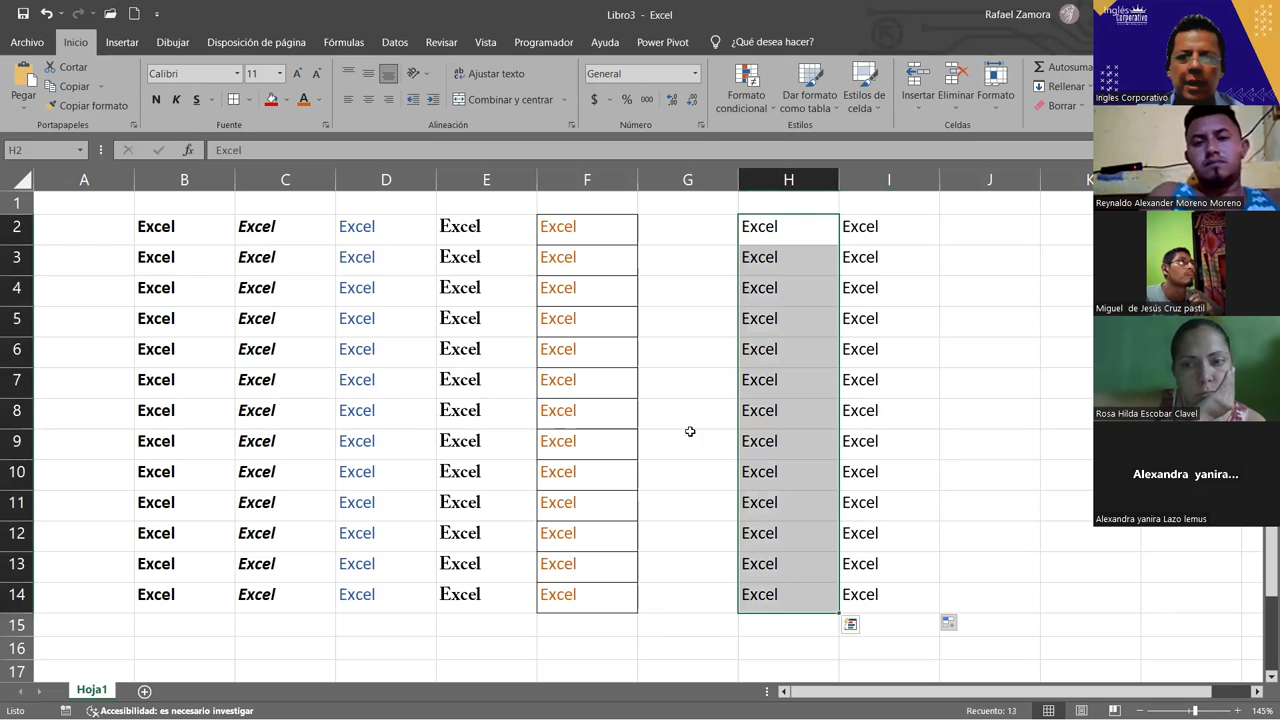 Libro3 - Excel
Rafael Zamora
Archivo Inicio Insertar Dibujar Disposición de página Fórmulas Datos Revisar Vista Programador Ayuda Power Pivot ¿Qué desea hacer?
Pegar
Cortar
Copiar
Copiar formato
Portapapeles
Calibri 11
N K S
Fuente
Ajustar texto
Combinar y centrar
Alineación
General
$ % 000
Número
Formato condicional
Dar formato como tabla
Estilos de celda
Estilos
Insertar Eliminar Formato
Celdas
Autosuma
Rellenar
Borrar
H2 fx Excel
A B C D E F G H I J K
1
2 Excel Excel Excel Excel Excel Excel Excel
3 Excel Excel Excel Excel Excel Excel Excel
4 Excel Excel Excel Excel Excel Excel Excel
5 Excel Excel Excel Excel Excel Excel Excel
6 Excel Excel Excel Excel Excel Excel Excel
7 Excel Excel Excel Excel Excel Excel Excel
8 Excel Excel Excel Excel Excel Excel Excel
9 Excel Excel Excel Excel Excel Excel Excel
10 Excel Excel Excel Excel Excel Excel Excel
11 Excel Excel Excel Excel Excel Excel Excel
12 Excel Excel Excel Excel Excel Excel Excel
13 Excel Excel Excel Excel Excel Excel Excel
14 Excel Excel Excel Excel Excel Excel Excel
15
16
17
Hoja1
Listo
Accesibilidad: es necesario investigar
Recuento: 13
145%
Inglés
Corporativo
Ingles Corporativo
Reynaldo Alexander Moreno Moreno
Miguel de Jesús Cruz pastil
Rosa Hilda Escobar Clavel
Alexandra yanira...
Alexandra yanira Lazo lemus